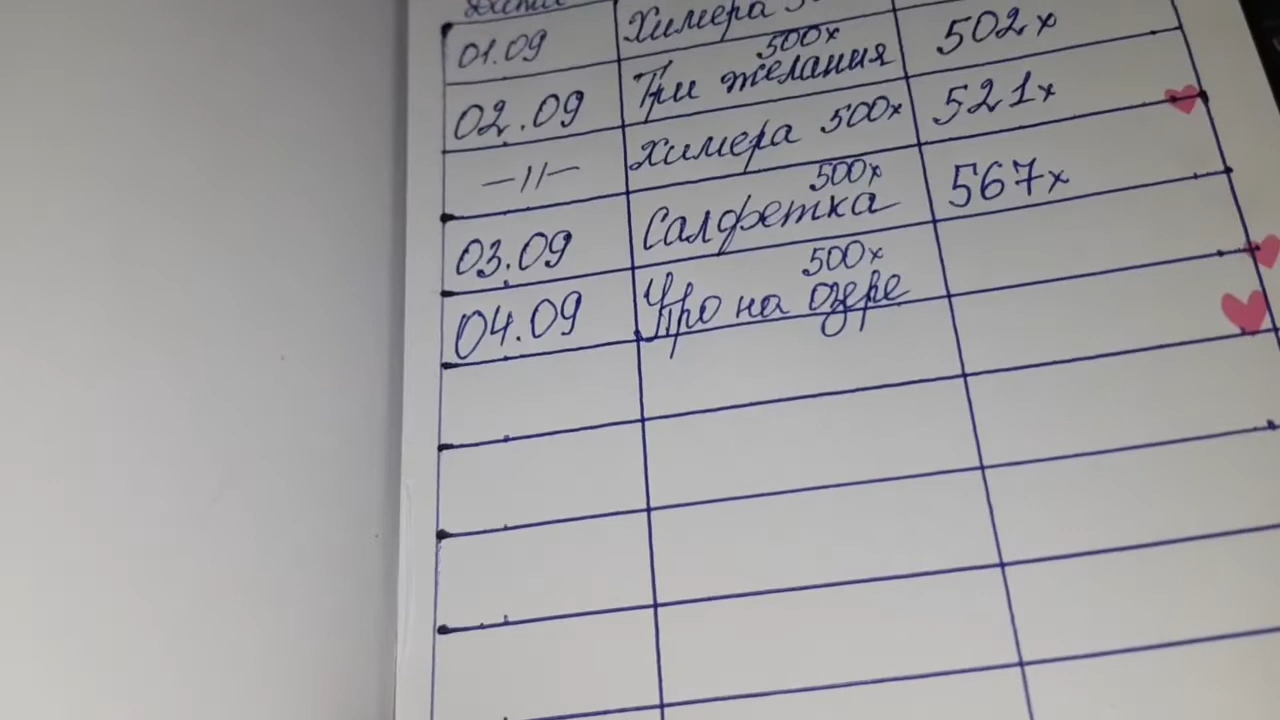 01.09 Химера
500х
02.09 Три желания 502х
—//— Химера 500х 521х
500х
03.09 Салфетка 567х
500х
04.09 Утро на озере